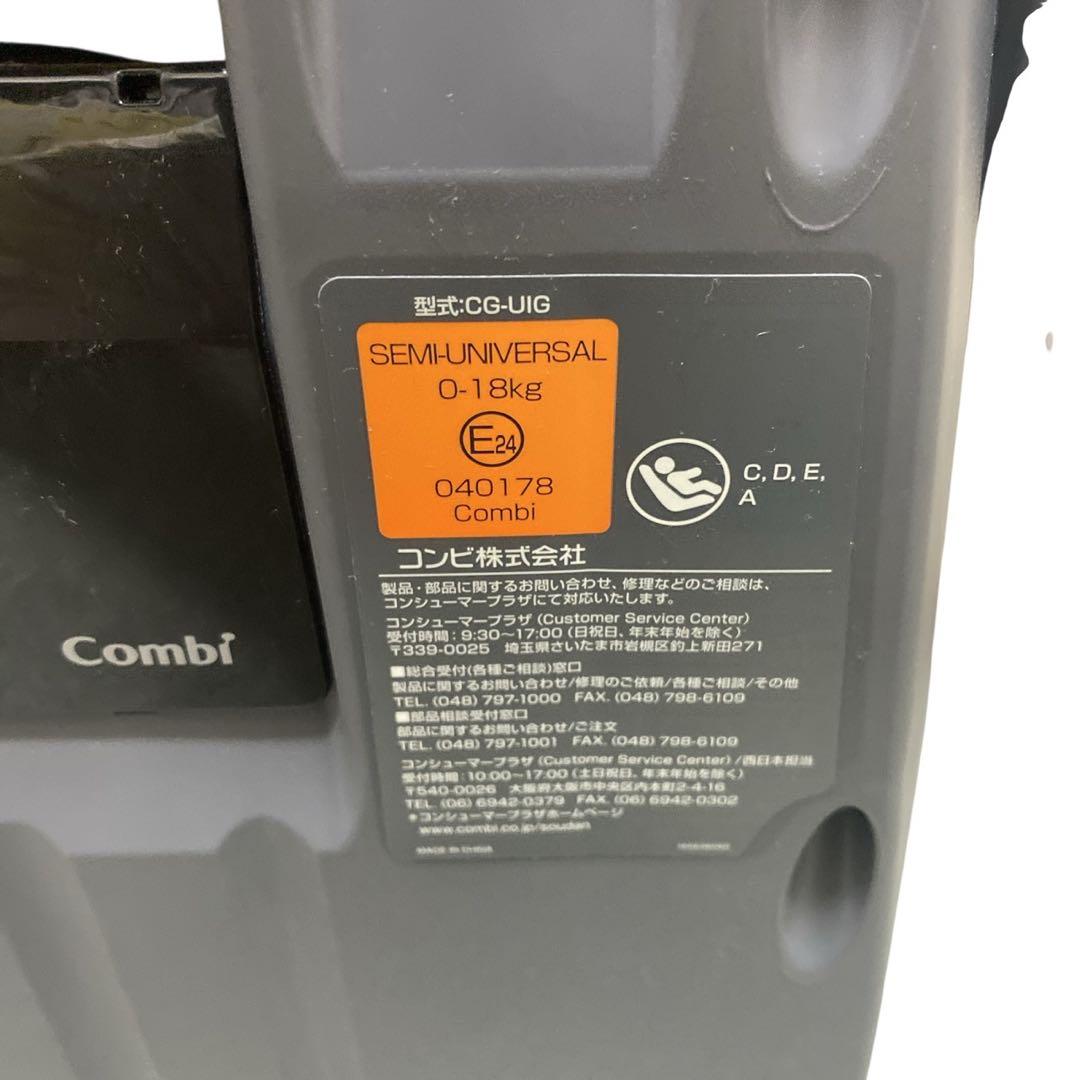 型式:CG-UIG
SEMI-UNIVERSAL
0-18kg
E24
040178
Combi
C, D, E,
A
コンビ株式会社
製品・部品に関するお問い合わせ、修理などのご相談は、
コンシューマープラザにて対応いたします。
コンシューマープラザ (Customer Service Center)
受付時間：9:30～17:00 (日祝日、年末年始を除く)
〒339-0025 埼玉県さいたま市岩槻区釣上新田271
■総合受付(各種ご相談)窓口
製品に関するお問い合わせ/修理のご依頼/各種ご相談/その他
TEL. (048) 797-1000 FAX. (048) 798-6109
■部品相談受付窓口
部品に関するお問い合わせ/ご注文
TEL. (048) 797-1001 FAX. (048) 798-6109
コンシューマープラザ (Customer Service Center) /西日本担当
受付時間：10:00～17:00 (土日祝日、年末年始を除く)
〒540-0026 大阪府大阪市中央区内本町2-4-16
TEL. (06) 6942-0379 FAX. (06) 6942-0302
＊コンシューマープラザホームページ
www.combi.co.jp/soudan
MADE IN CHINA
Combi